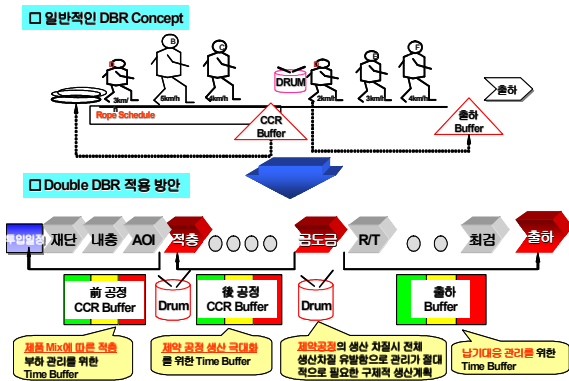 □ 일반적인 DBR Concept
B
C
E
F
DRUM
3km/h
5km/h
4km/h
2km/h
3km/h
4km/h
출하
Rope Schedule
CCR
Buffer
출하
Buffer
□ Double DBR 적용 방안
투입일정
재단
내층
AOI
적층
동도금
R/T
최검
출하
前 공정
CCR Buffer
Drum
後 공정
CCR Buffer
Drum
출하
Buffer
제품 Mix에 따른 적층
부하 관리를 위한
Time Buffer
제약 공정 생산 극대화
를 위한 Time Buffer
제약공정의 생산 차질시 전체
생산차질 유발함으로 관리가 절대
적으로 필요한 구체적 생산계획
납기대응 관리를 위한
Time Buffer